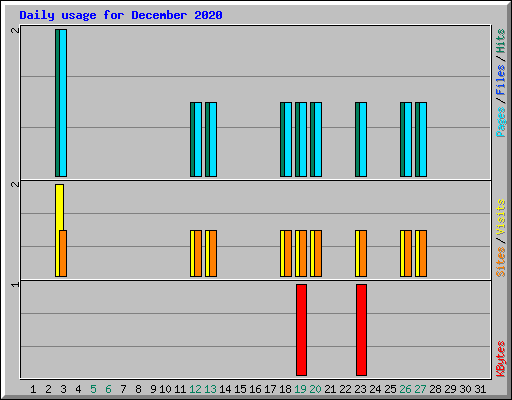 Daily usage for December 2020
2
Pages/Files/Hits
2
Sites/Visits
1
KBytes
1 2 3 4 5 6 7 8 9 10 11 12 13 14 15 16 17 18 19 20 21 22 23 24 25 26 27 28 29 30 31